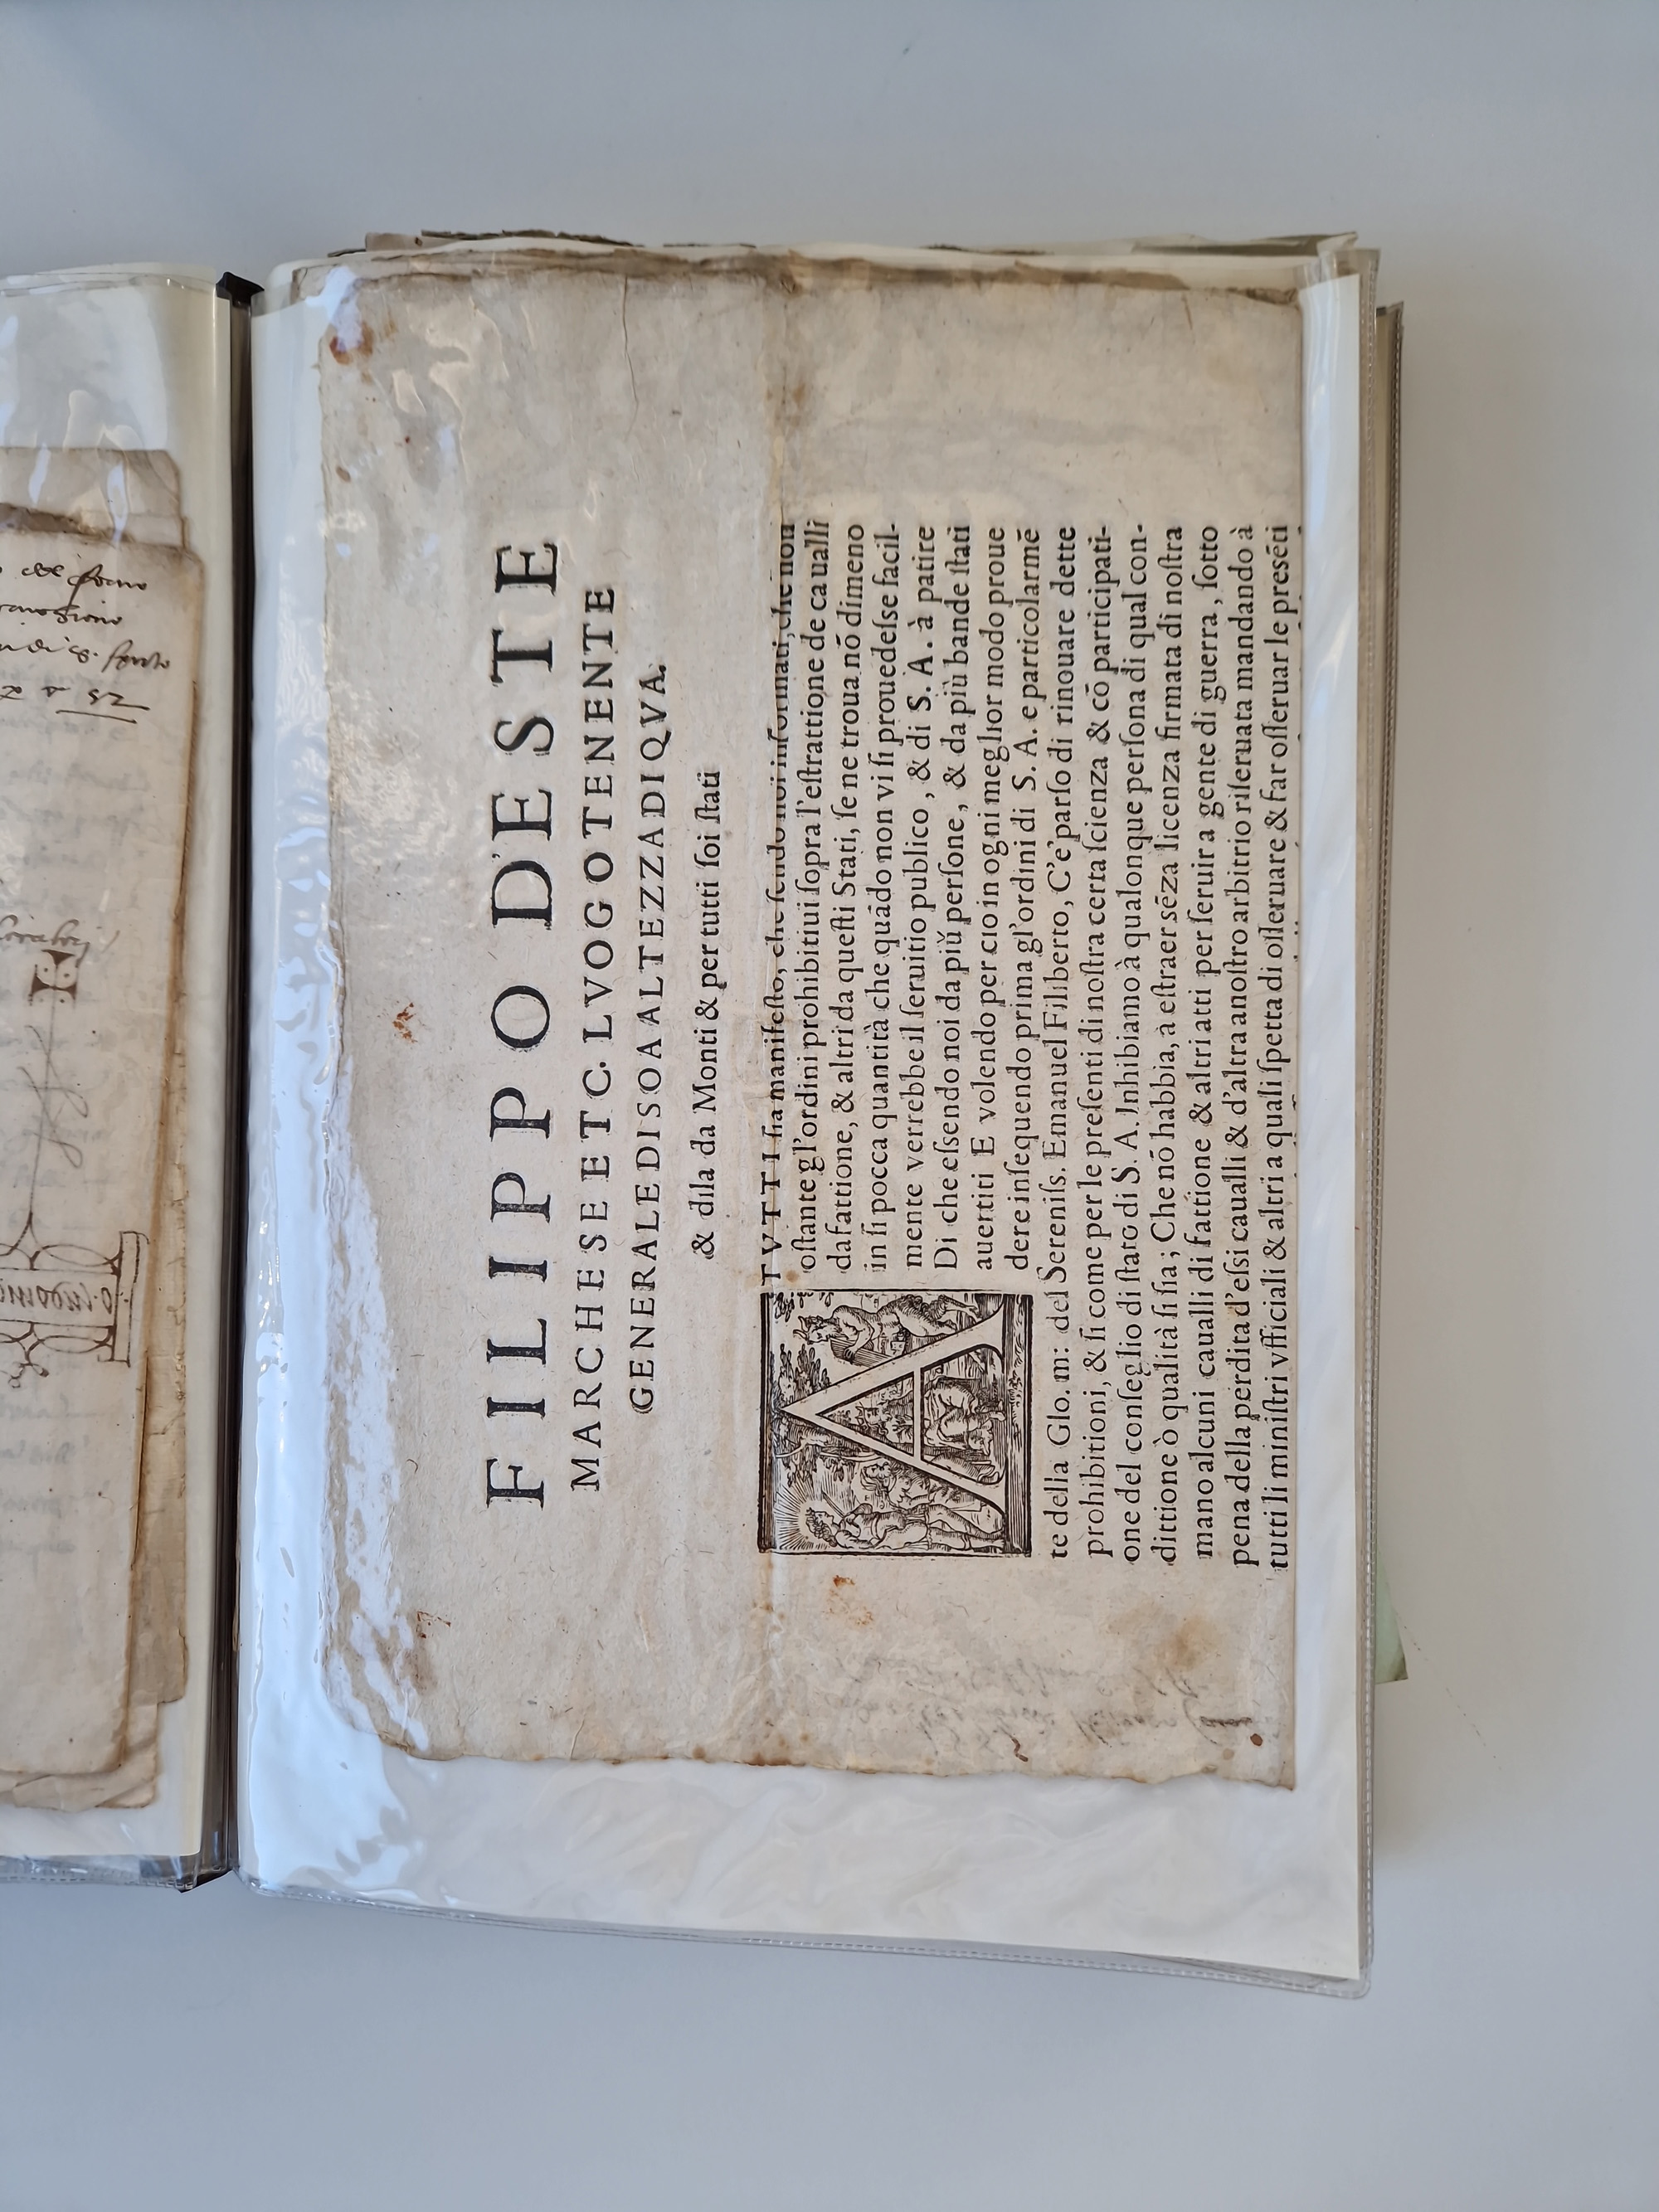 FILIPPO D'ESTE
MARCHESE ET C. LVOGOTENENTE
GENERALE DI SOA ALTEZZA DI QVA.
& dila da Monti & per tutti ſoi ſtati
A TVTTI ſia manifeſto, che ſendo noi informati, che non
oſtante gl'ordini prohibitiui ſopra l'eſtrattione de caualli
da fattione, & altri da queſti Stati, ſe ne troua nō dimeno
in ſi pocca quantità che quādo non vi ſi prouedeſse facil-
mente verrebbe il ſeruitio publico, & di S. A. à patire
Di che eſsendo noi da più perſone, & da più bande ſtati
auertiti E volendo per cio in ogni meglior modo proue
dere inſequendo prima gl'ordini di S. A. e particolarmē
te della Glo. m: del Sereniſs. Emanuel Filiberto, C'e' parſo di rinouare dette
prohibitioni, & ſi come per le preſenti di noſtra certa ſcienza & cō participati-
one del conſeglio di ſtato di S. A. Inhibiamo à qualonque perſona di qual con-
dittione ò qualità ſi ſia; Che nō habbia, à eſtraer sēza licenza firmata di noſtra
mano alcuni caualli di fattione & altri atti per ſeruir a gente di guerra, ſotto
pena della perdita d'eſsi caualli & d'altra a noſtro arbitrio riſeruata mandando à
tutti li miniſtri vfficiali & altri a quali ſpetta di oſſeruare & far oſſeruar le presēti